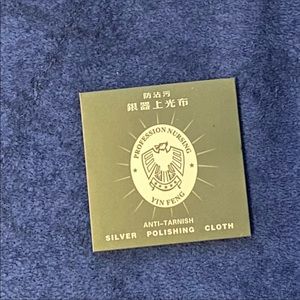 防沾污
銀器上光布
PROFESSION NURSING
YIN FENG
ANTI-TARNISH
SILVER POLISHING CLOTH